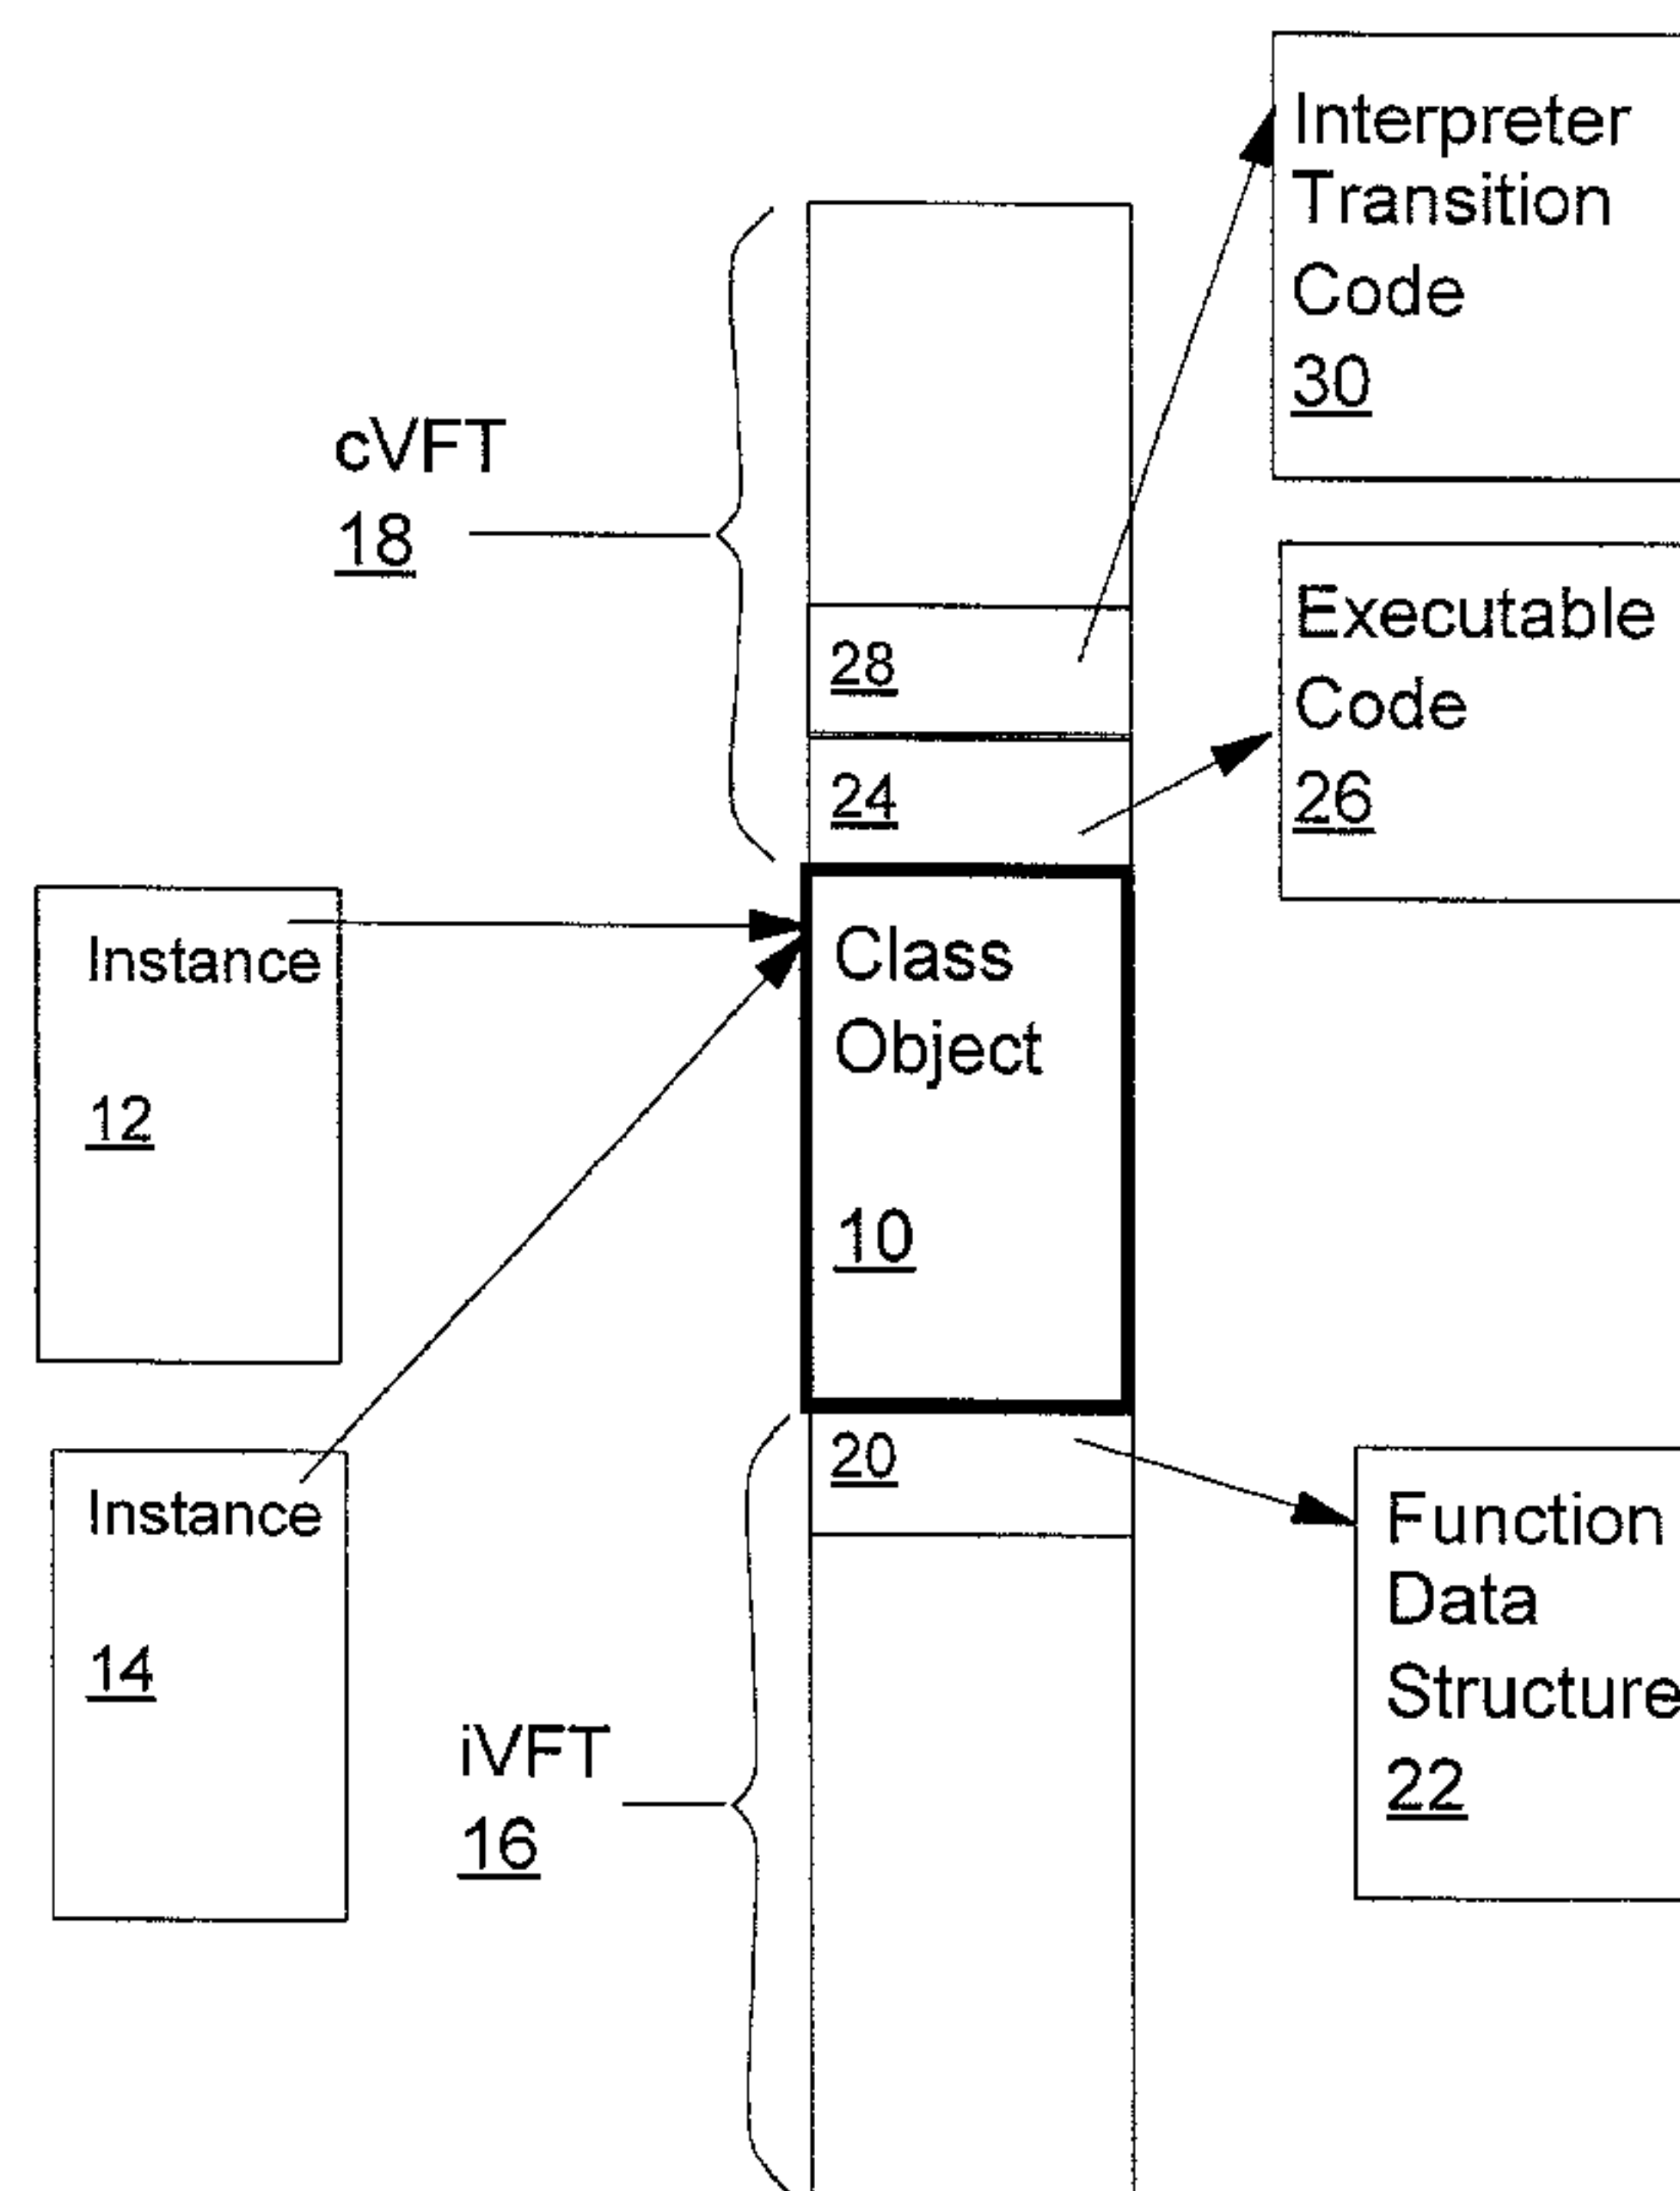 Interpreter
Transition
Code
30
cVFT
18
Executable
Code
26
28
24
Instance
12
Class
Object
10
20
Instance
14
Function
Data
Structure
22
iVFT
16